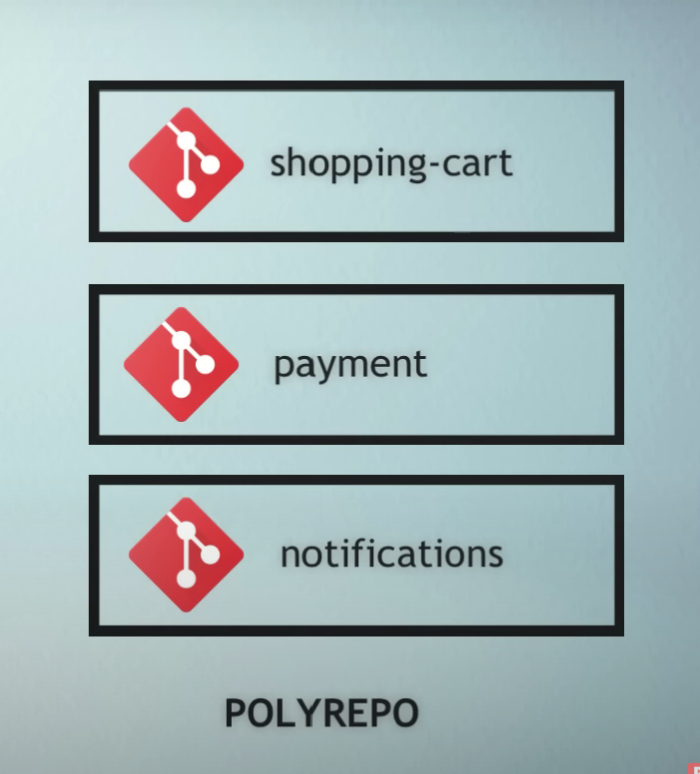 shopping-cart
payment
notifications
POLYREPO